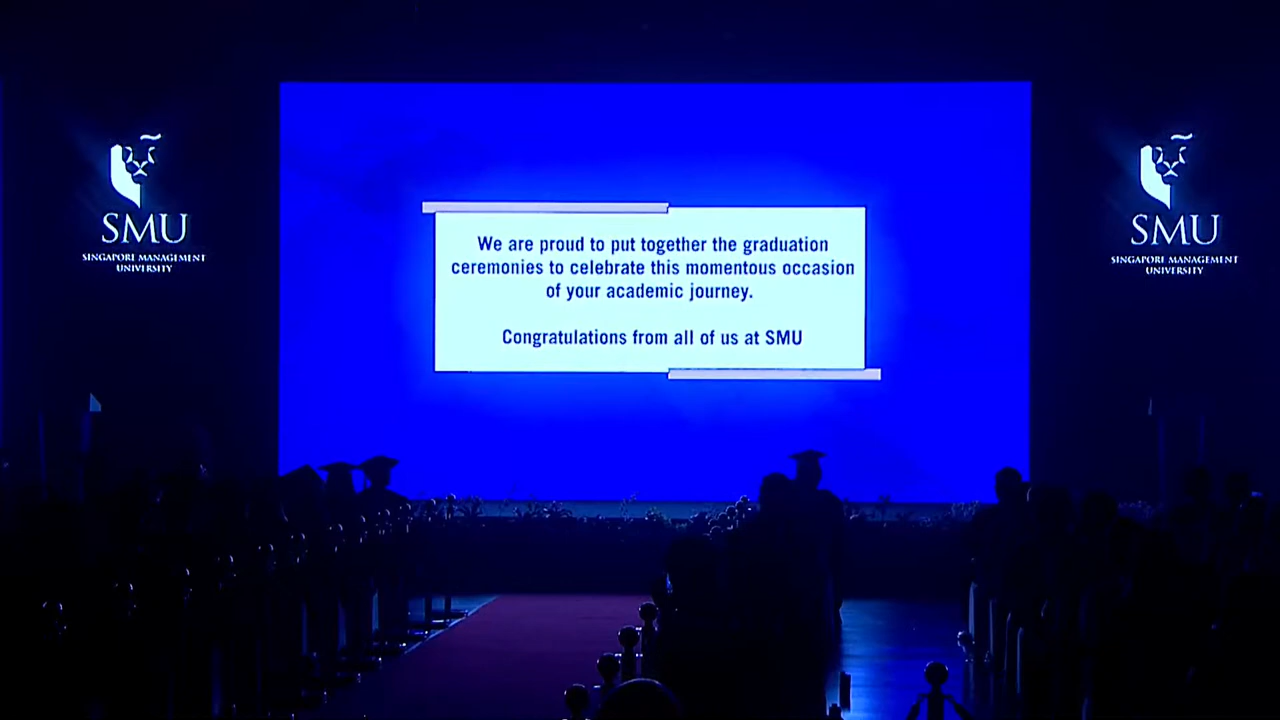 SMU
SINGAPORE MANAGEMENT
UNIVERSITY
We are proud to put together the graduation
ceremonies to celebrate this momentous occasion
of your academic journey.
Congratulations from all of us at SMU
SMU
SINGAPORE MANAGEMENT
UNIVERSITY